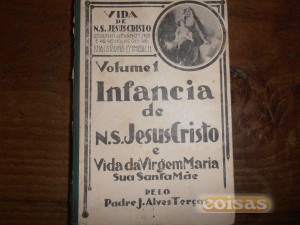 VIDA
DE
N.S. JESUS CRISTO
Volume 1
Infancia
de
N.S. Jesus Cristo
e
Vida da Virgem Maria
Sua Santa Mãe
PELO
Padre J. Alves Terças
coisas